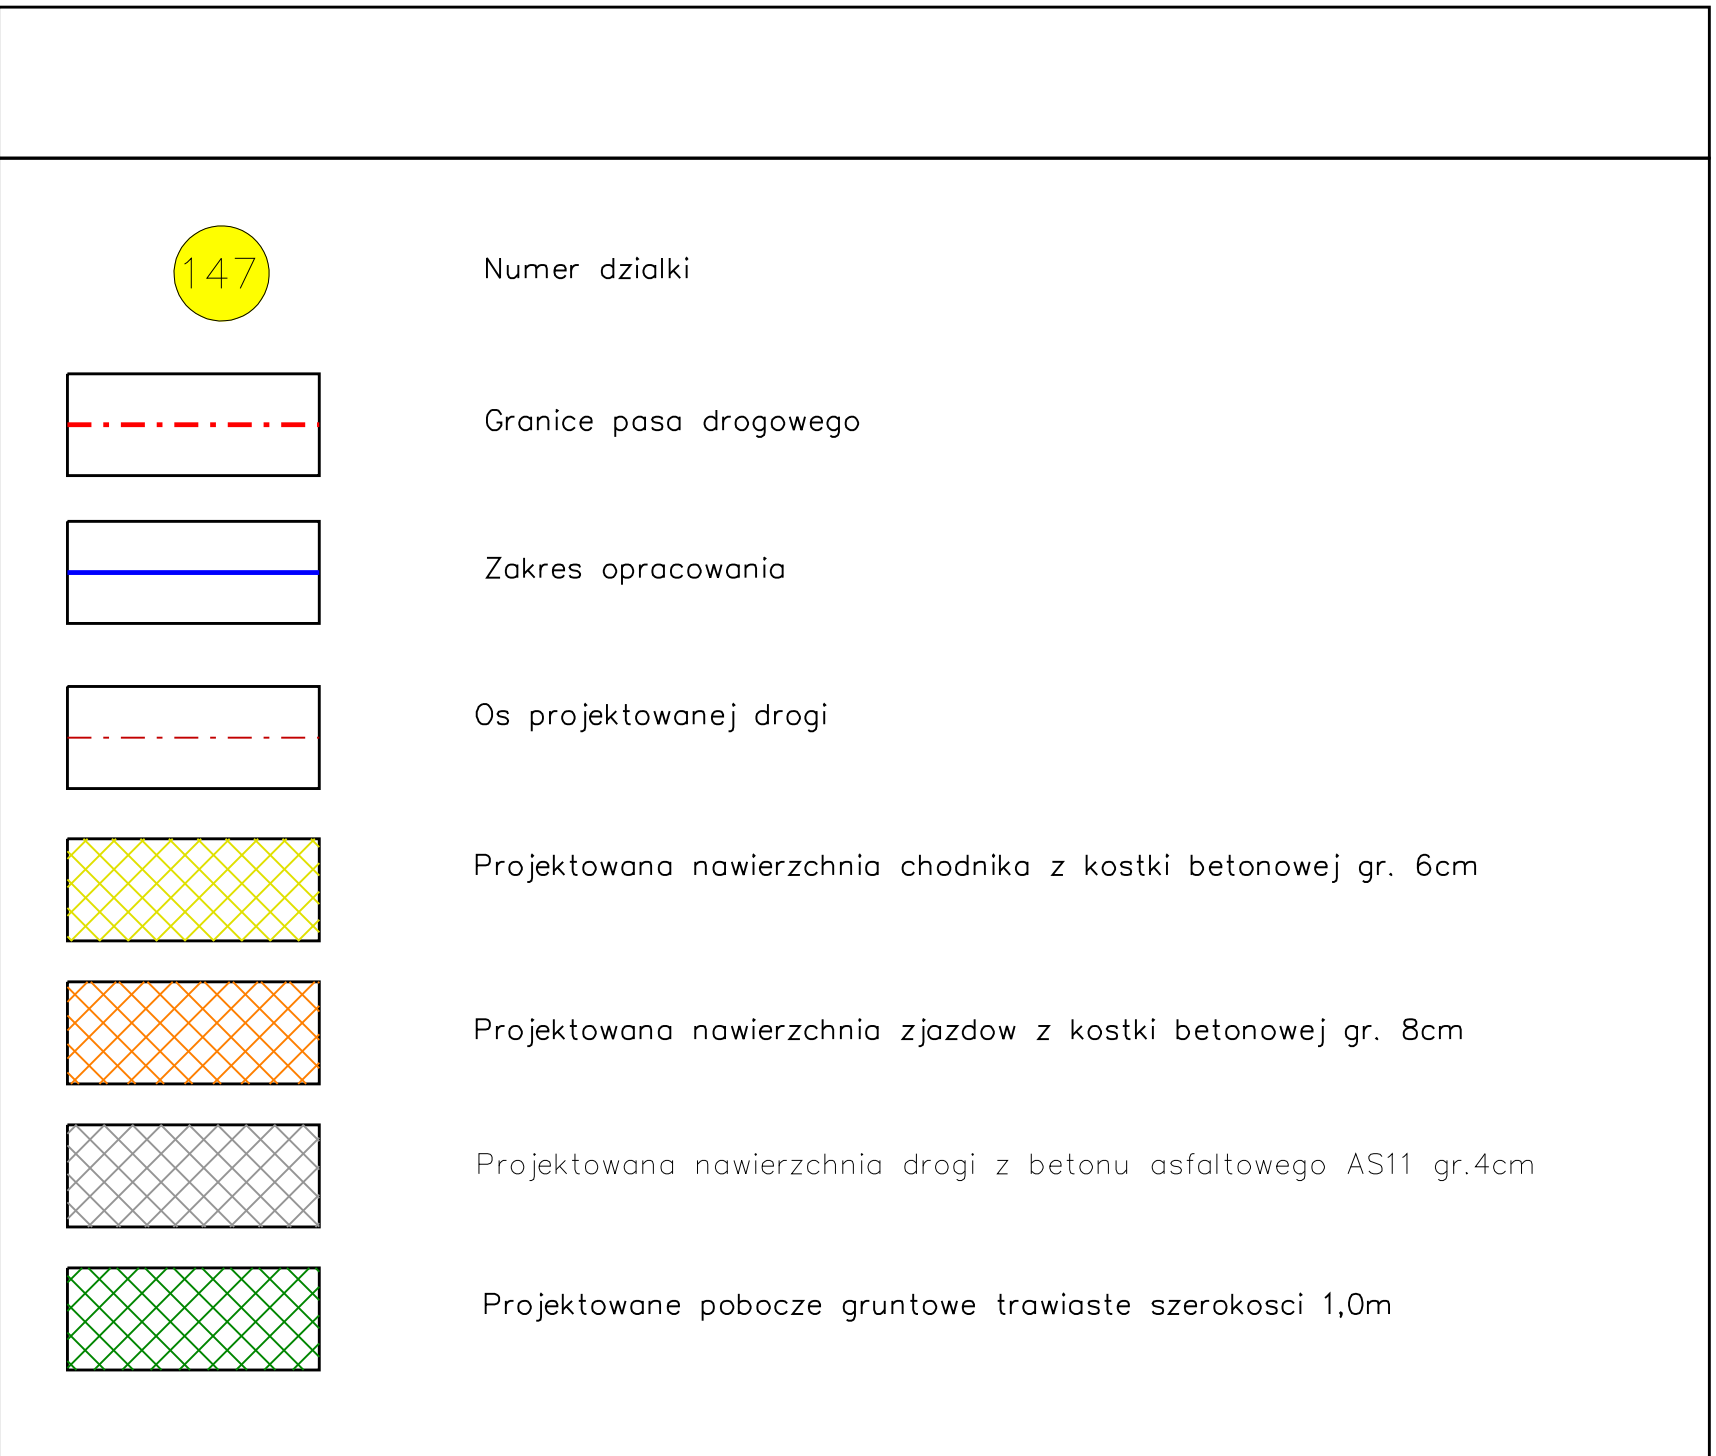 147
Numer dzialki
Granice pasa drogowego
Zakres opracowania
Os projektowanej drogi
Projektowana nawierzchnia chodnika z kostki betonowej gr. 6cm
Projektowana nawierzchnia zjazdow z kostki betonowej gr. 8cm
Projektowana nawierzchnia drogi z betonu asfaltowego AS11 gr.4cm
Projektowane pobocze gruntowe trawiaste szerokosci 1,0m